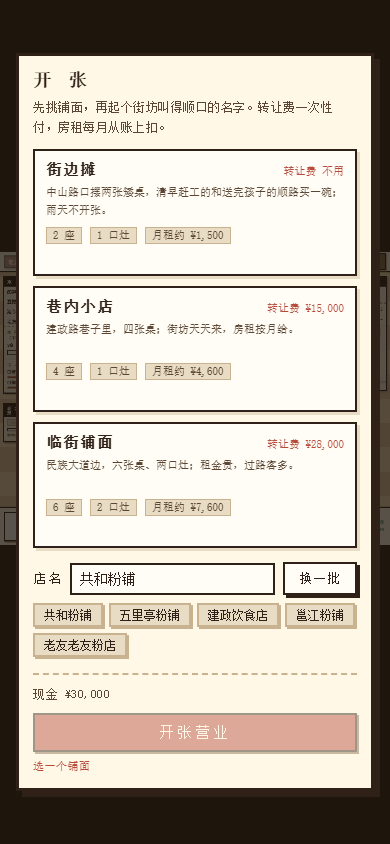 开 张
先挑铺面，再起个街坊叫得顺口的名字。转让费一次性
付，房租每月从账上扣。
街边摊 转让费 不用
中山路口摆两张矮桌，清早赶工的和送完孩子的顺路买一碗；
雨天不开张。
2 座 1 口灶 月租约 ¥1,500
巷内小店 转让费 ¥15,000
建政路巷子里，四张桌；街坊天天来，房租按月给。
4 座 1 口灶 月租约 ¥4,600
临街铺面 转让费 ¥28,000
民族大道边，六张桌、两口灶；租金贵，过路客多。
6 座 2 口灶 月租约 ¥7,600
店名 共和粉铺 换一批
共和粉铺 五里亭粉铺 建政饮食店 邕江粉铺
老友老友粉店
现金 ¥30,000
开张营业
选一个铺面